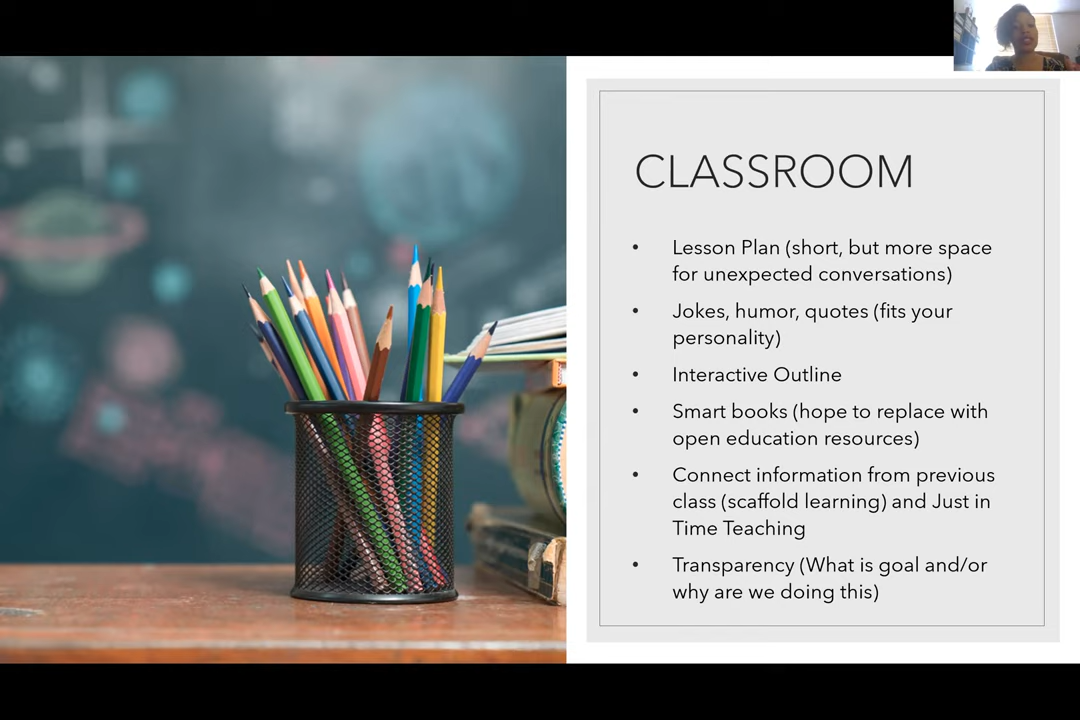 CLASSROOM
• Lesson Plan (short, but more space
for unexpected conversations)
• Jokes, humor, quotes (fits your
personality)
• Interactive Outline
• Smart books (hope to replace with
open education resources)
• Connect information from previous
class (scaffold learning) and Just in
Time Teaching
• Transparency (What is goal and/or
why are we doing this)